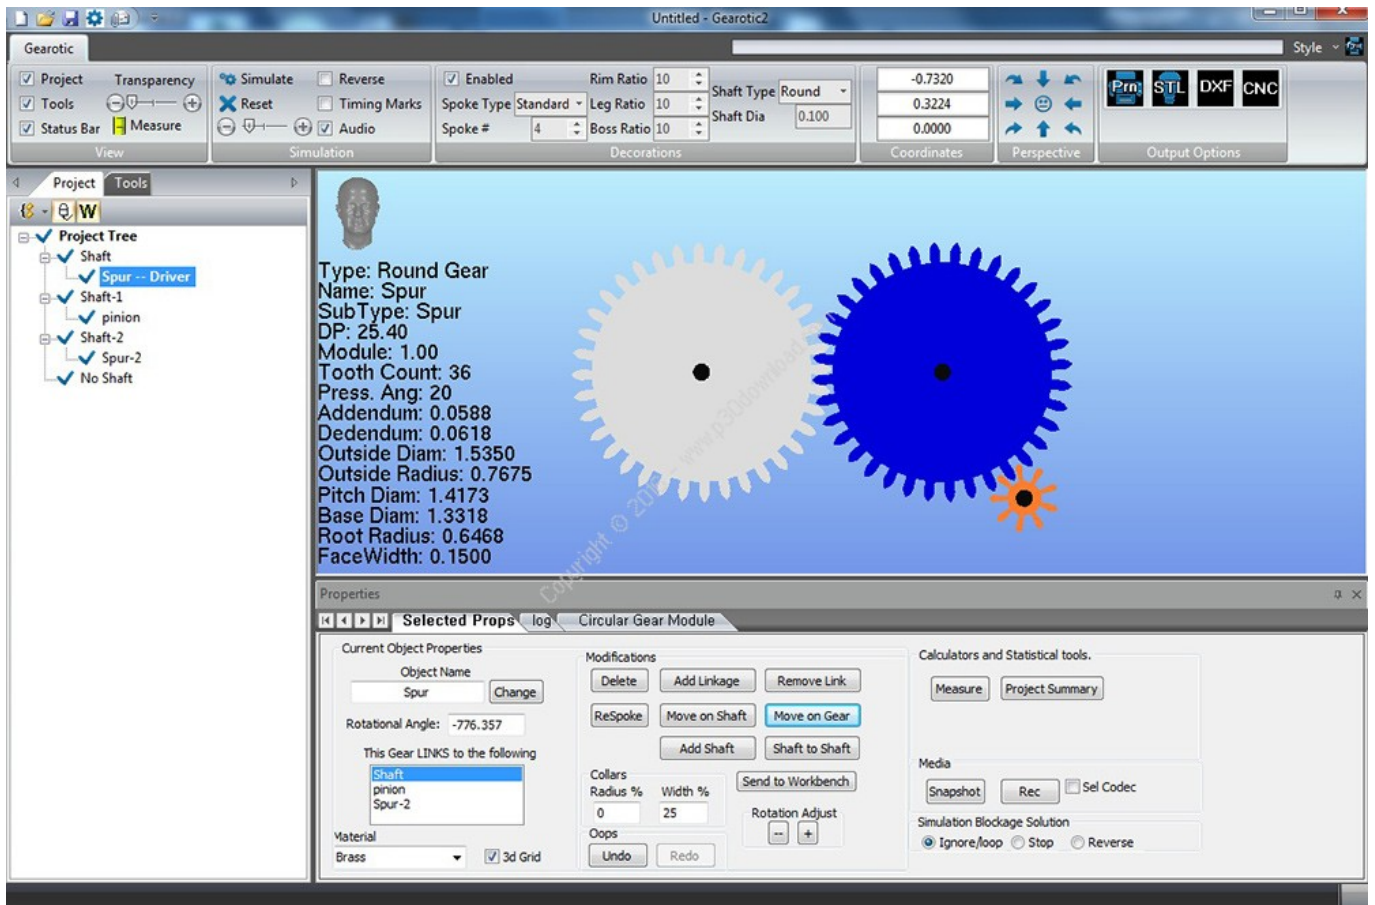 Untitled - Gearotic2
Gearotic
Style
Project Transparency
Tools
Status Bar Measure
View
Simulate Reverse
Reset Timing Marks
Audio
Simulation
Enabled Rim Ratio 10
Spoke Type Standard Leg Ratio 10
Spoke # 4 Boss Ratio 10
Shaft Type Round
Shaft Dia 0.100
Decorations
-0.7320
0.3224
0.0000
Coordinates
Perspective
Prn STL DXF CNC
Output Options
Project Tools
W
Project Tree
Shaft
Spur -- Driver
Shaft-1
pinion
Shaft-2
Spur-2
No Shaft
Type: Round Gear
Name: Spur
SubType: Spur
DP: 25.40
Module: 1.00
Tooth Count: 36
Press. Ang: 20
Addendum: 0.0588
Dedendum: 0.0618
Outside Diam: 1.5350
Outside Radius: 0.7675
Pitch Diam: 1.4173
Base Diam: 1.3318
Root Radius: 0.6468
FaceWidth: 0.1500
Properties
Selected Props log Circular Gear Module
Current Object Properties
Object Name
Spur Change
Rotational Angle: -776.357
This Gear LINKS to the following
Shaft
pinion
Spur-2
Material
Brass 3d Grid
Modifications
Delete Add Linkage Remove Link
ReSpoke Move on Shaft Move on Gear
Add Shaft Shaft to Shaft
Collars
Radius % Width %
0 25
Send to Workbench
Rotation Adjust
-- +
Oops
Undo Redo
Calculators and Statistical tools.
Measure Project Summary
Media
Snapshot Rec Sel Codec
Simulation Blockage Solution
Ignore/loop Stop Reverse